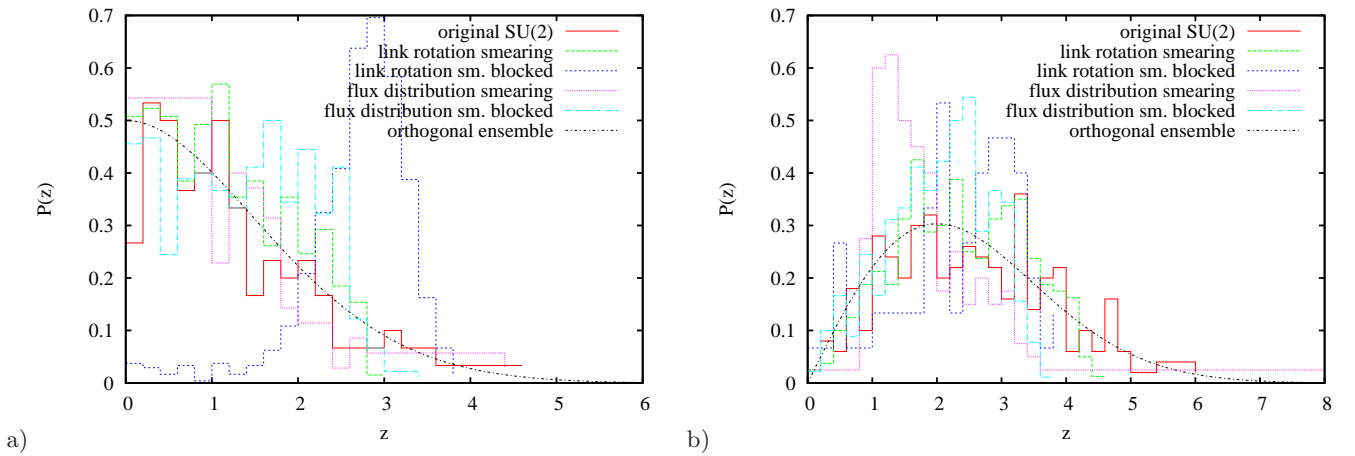 0.7
0.6
0.5
0.4
0.3
0.2
0.1
0
P(z)
original SU(2)
link rotation smearing
link rotation sm. blocked
flux distribution smearing
flux distribution sm. blocked
orthogonal ensemble
0 1 2 3 4 5 6
z
a)
0.7
0.6
0.5
0.4
0.3
0.2
0.1
0
P(z)
original SU(2)
link rotation smearing
link rotation sm. blocked
flux distribution smearing
flux distribution sm. blocked
orthogonal ensemble
0 1 2 3 4 5 6 7 8
z
b)